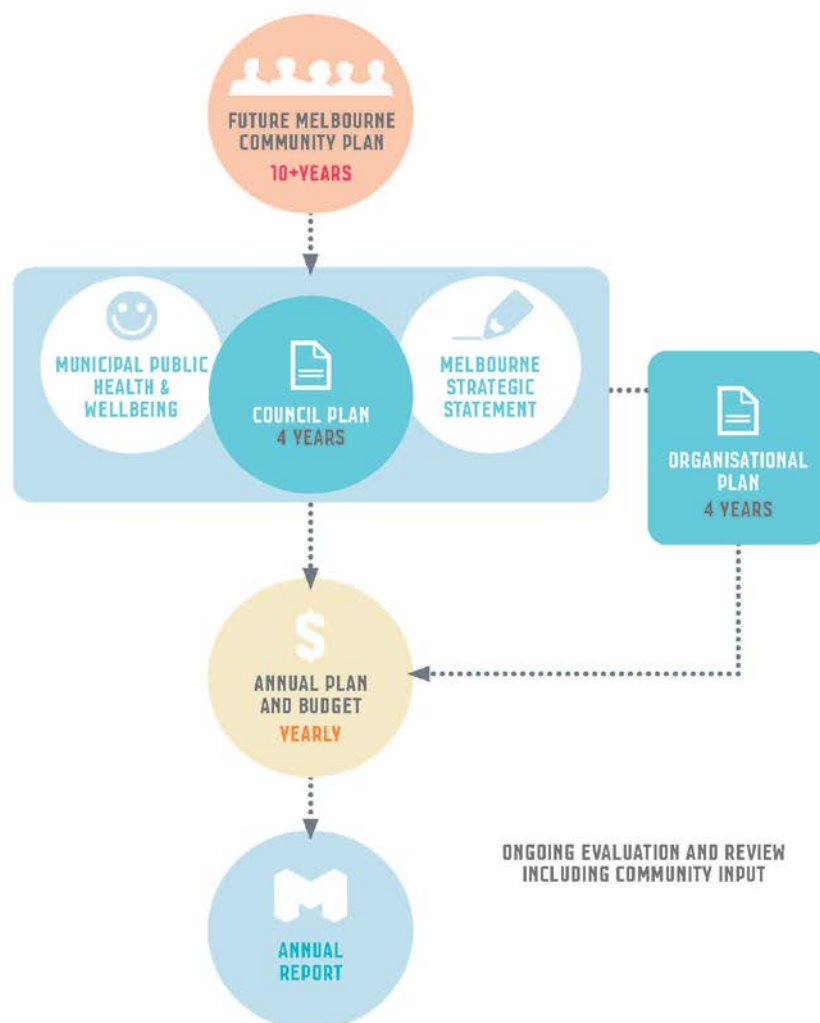 FUTURE MELBOURNE
COMMUNITY PLAN
10+YEARS
MUNICIPAL PUBLIC
HEALTH &
WELLBEING
COUNCIL PLAN
4 YEARS
MELBOURNE
STRATEGIC
STATEMENT
ORGANISATIONAL
PLAN
4 YEARS
$
ANNUAL PLAN
AND BUDGET
YEARLY
ONGOING EVALUATION AND REVIEW
INCLUDING COMMUNITY INPUT
M
ANNUAL
REPORT